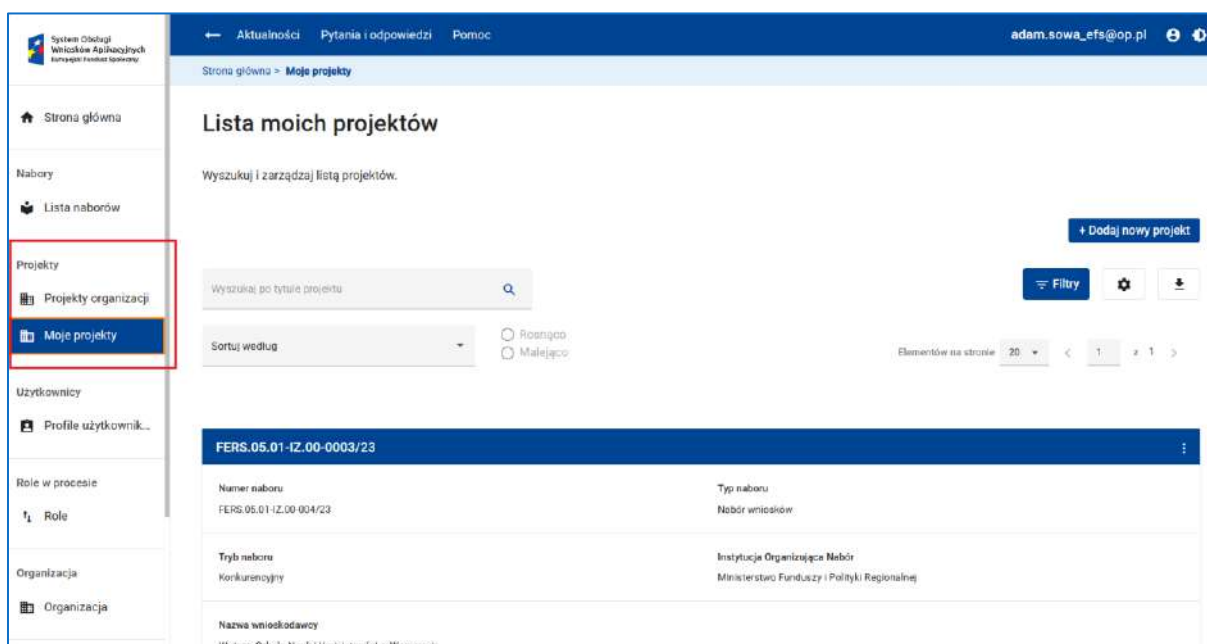 System Obsługi
Wniosków Aplikacyjnych
Europejski Fundusz Społeczny
← Aktualności Pytania i odpowiedzi Pomoc
adam.sowa_efs@op.pl
Strona główna > Moje projekty
Strona główna
Nabory
Lista naborów
Projekty
Projekty organizacji
Moje projekty
Użytkownicy
Profile użytkownik...
Role w procesie
Role
Organizacja
Organizacja
Lista moich projektów
Wyszukuj i zarządzaj listą projektów.
+ Dodaj nowy projekt
Wyszukaj po tytule projektu
Filtry
Sortuj według
Rosnąco
Malejąco
Elementów na stronie 20 < 1 z 1 >
FERS.05.01-IZ.00-0003/23
Numer naboru
FERS.05.01-IZ.00-004/23
Typ naboru
Nabór wniosków
Tryb naboru
Konkurencyjny
Instytucja Organizująca Nabór
Ministerstwo Funduszy i Polityki Regionalnej
Nazwa wnioskodawcy